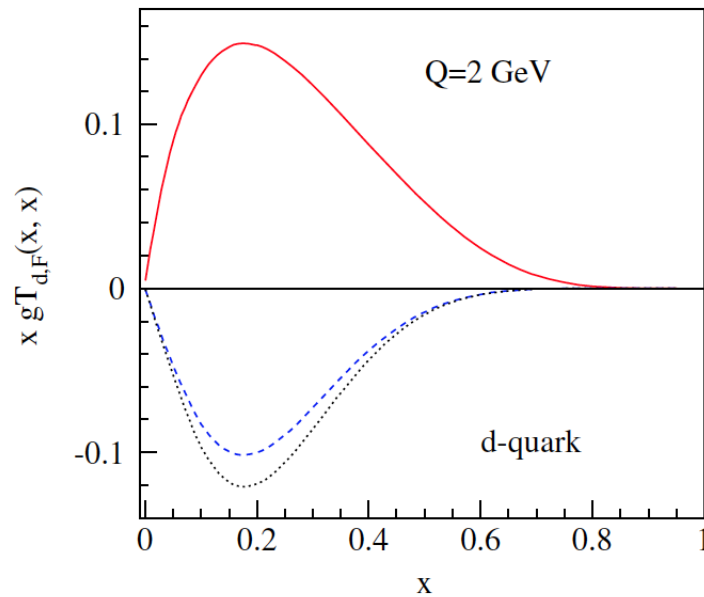 Q=2 GeV
0.1
0
-0.1
x gT_{d,F}(x, x)
d-quark
0 0.2 0.4 0.6 0.8 1
x